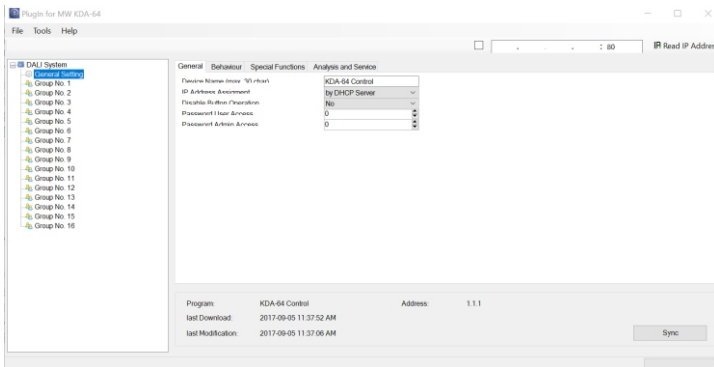 PlugIn for MW KDA-64
File Tools Help
. . . : 80 IP Read IP Addres
DALI System
General Setting
Group No. 1
Group No. 2
Group No. 3
Group No. 4
Group No. 5
Group No. 6
Group No. 7
Group No. 8
Group No. 9
Group No. 10
Group No. 11
Group No. 12
Group No. 13
Group No. 14
Group No. 15
Group No. 16
General Behaviour Special Functions Analysis and Service
Device Name (max. 30 char) KDA-64 Control
IP Address Assignment by DHCP Server
Disable Button Operation No
Password User Access 0
Password Admin Access 0
Program: KDA-64 Control Address: 1.1.1
last Download: 2017-09-05 11:37:52 AM
last Modification: 2017-09-05 11:37:06 AM
Sync